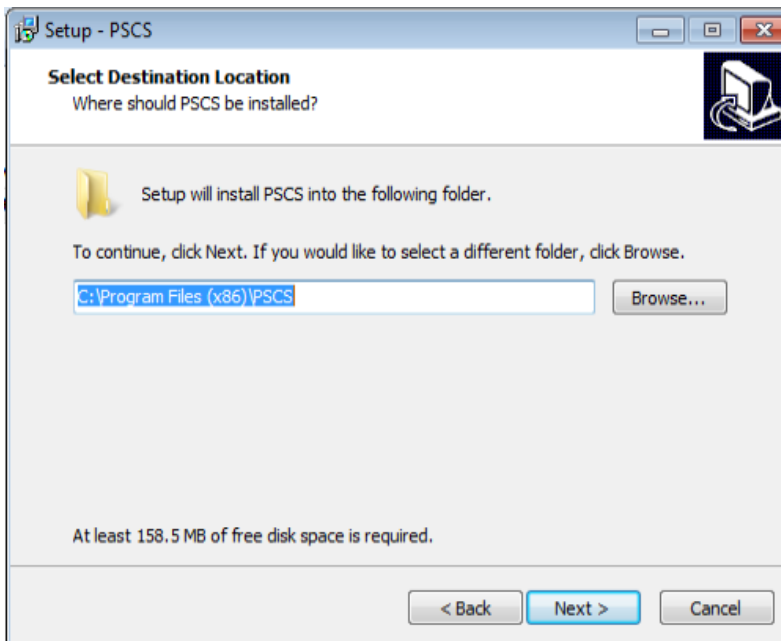 Setup - PSCS
Select Destination Location
Where should PSCS be installed?
Setup will install PSCS into the following folder.
To continue, click Next. If you would like to select a different folder, click Browse.
C:\Program Files (x86)\PSCS
Browse...
At least 158.5 MB of free disk space is required.
< Back Next > Cancel